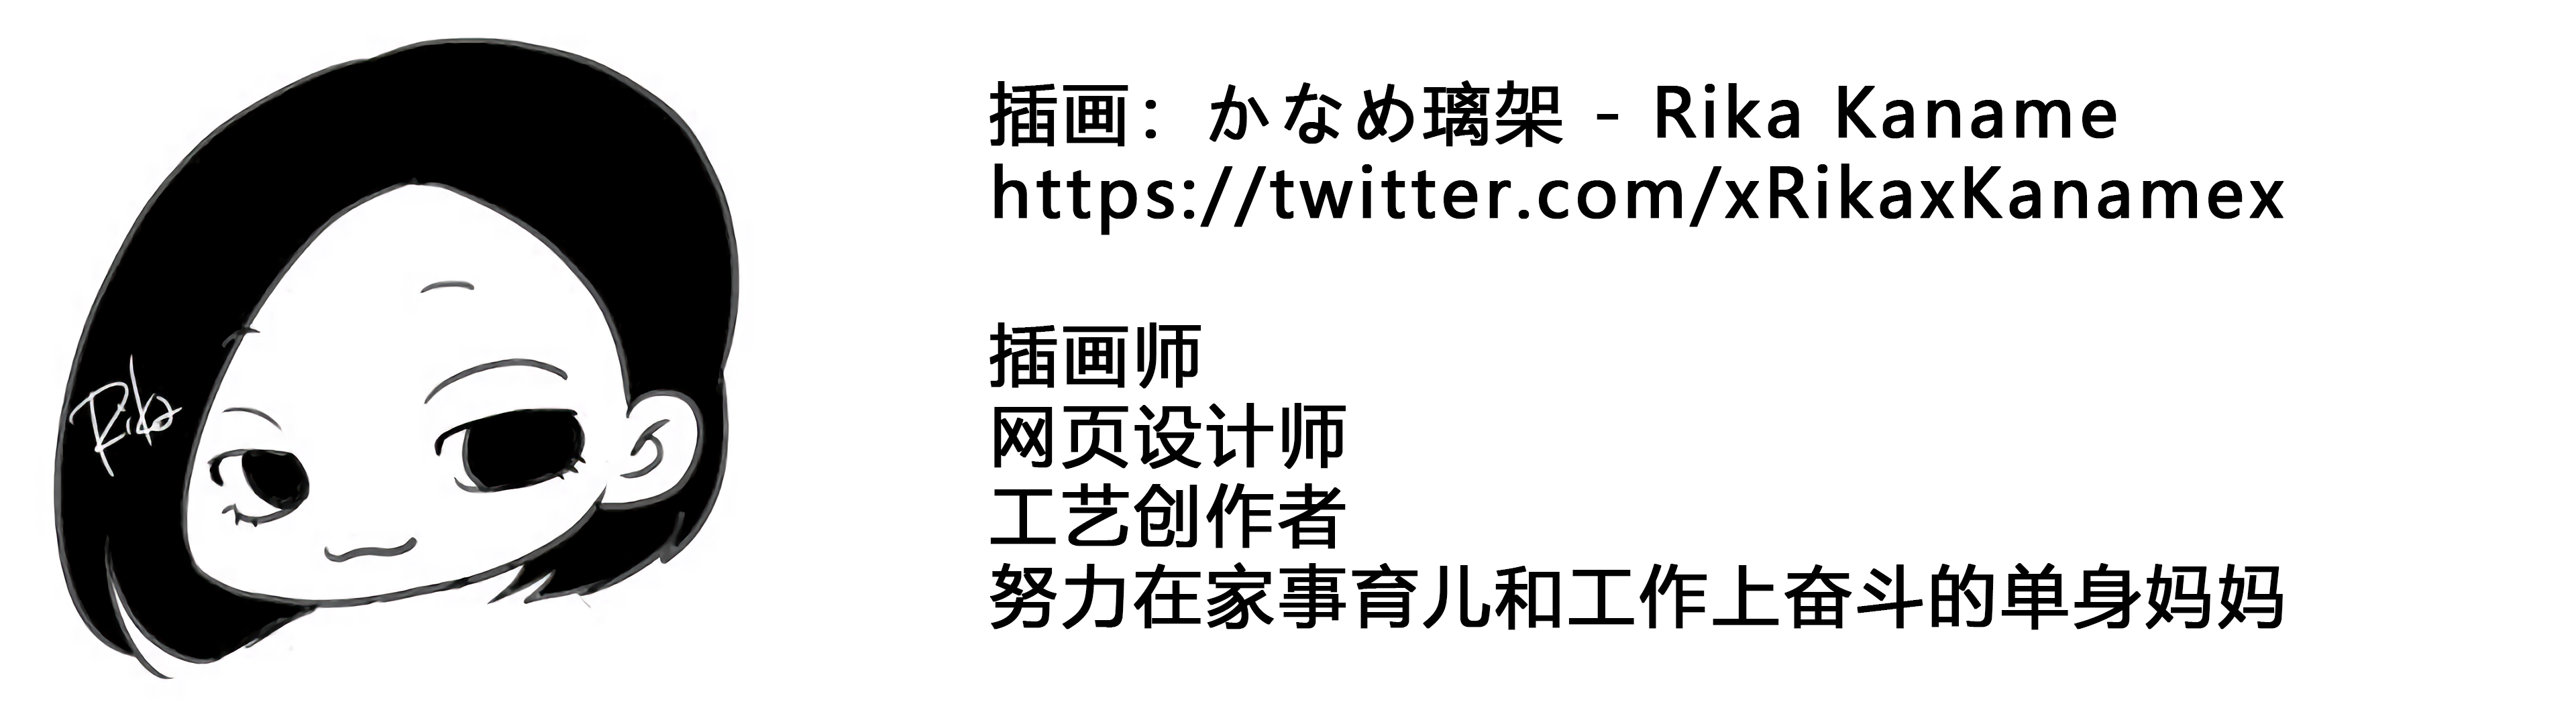 Rika
插画：かなめ璃架 - Rika Kaname
https://twitter.com/xRikaxKanamex
插画师
网页设计师
工艺创作者
努力在家事育儿和工作上奋斗的单身妈妈